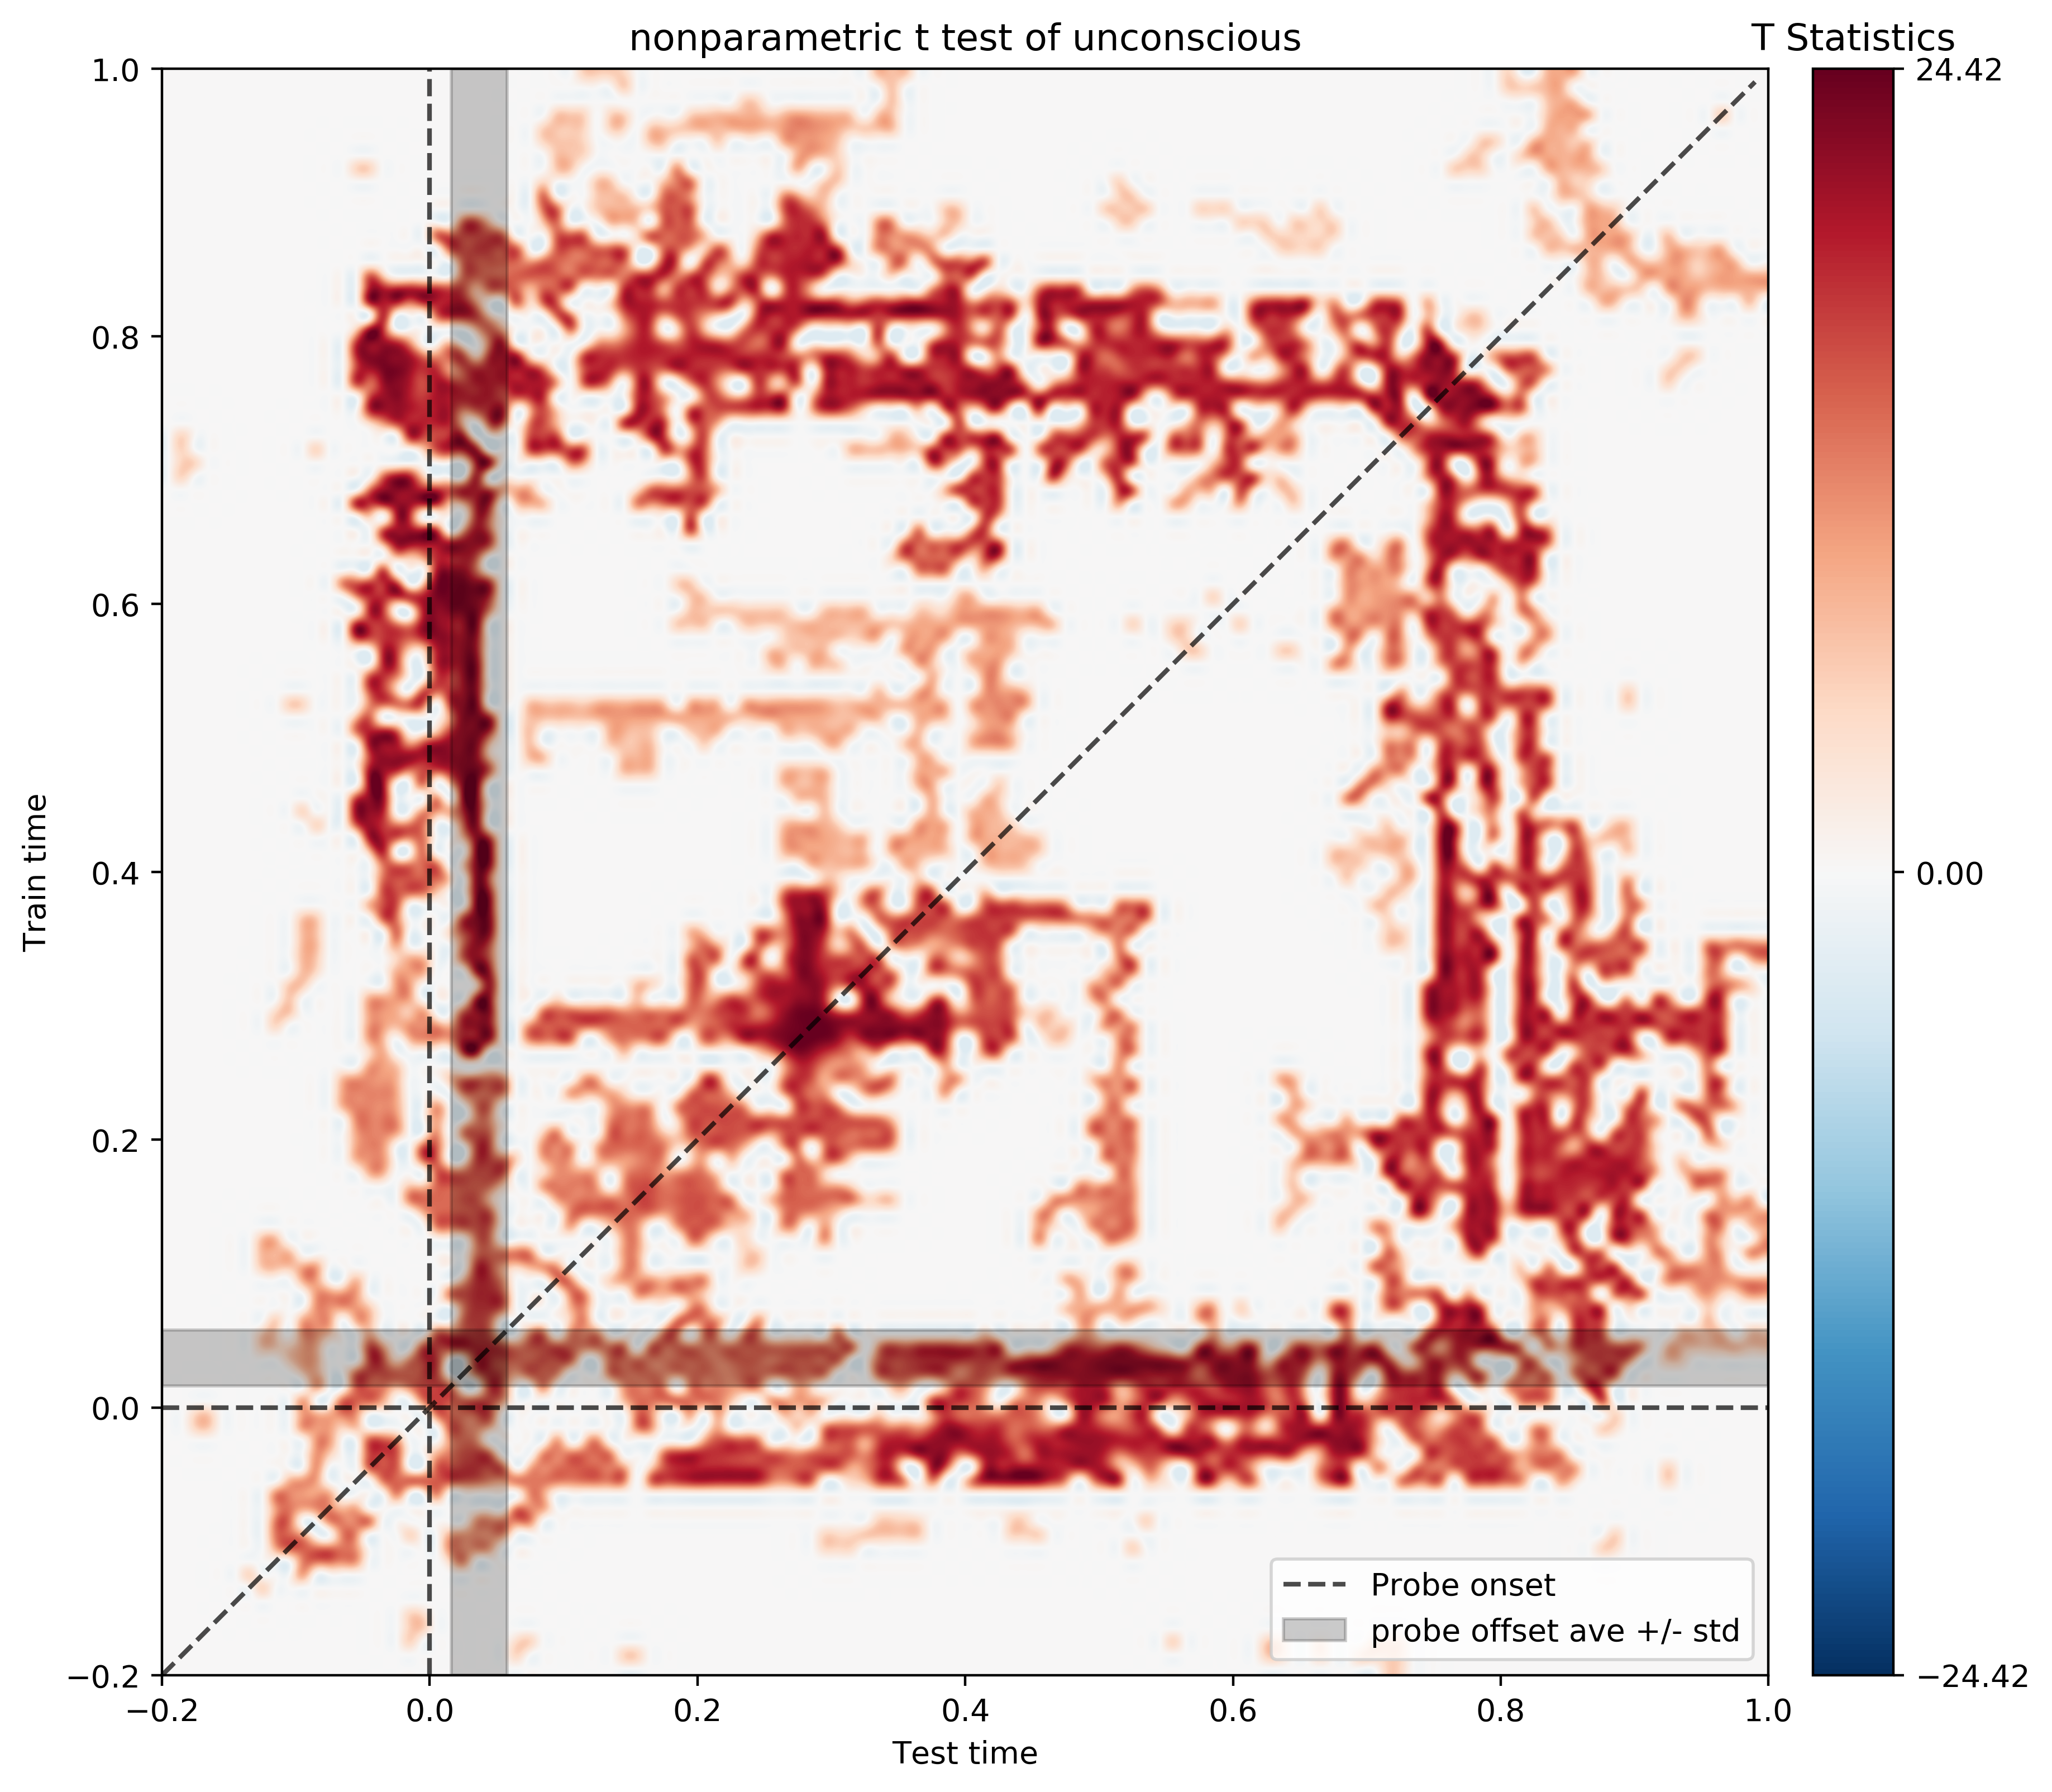 nonparametric t test of unconscious
T Statistics
24.42
0.00
−24.42
Train time
1.0
0.8
0.6
0.4
0.2
0.0
−0.2
Probe onset
probe offset ave +/- std
−0.2
0.0
0.2
0.4
0.6
0.8
1.0
Test time